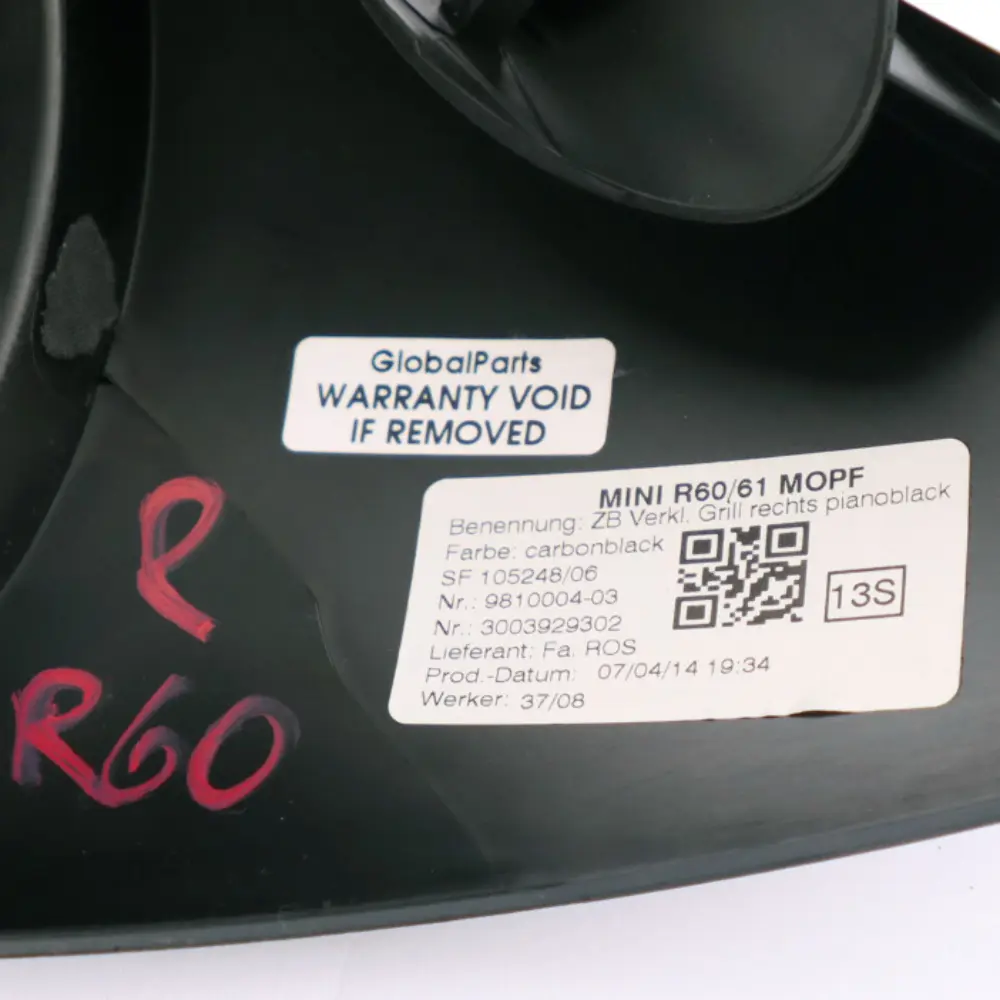 GlobalParts
WARRANTY VOID
IF REMOVED
MINI R60/61 MOPF
Benennung: ZB Verkl. Grill rechts pianoblack
Farbe: carbonblack
SF 105248/06
Nr.: 9810004-03
Nr.: 3003929302
Lieferant: Fa. ROS
Prod.-Datum: 07/04/14 19:34
Werker: 37/08
13S
R
R60